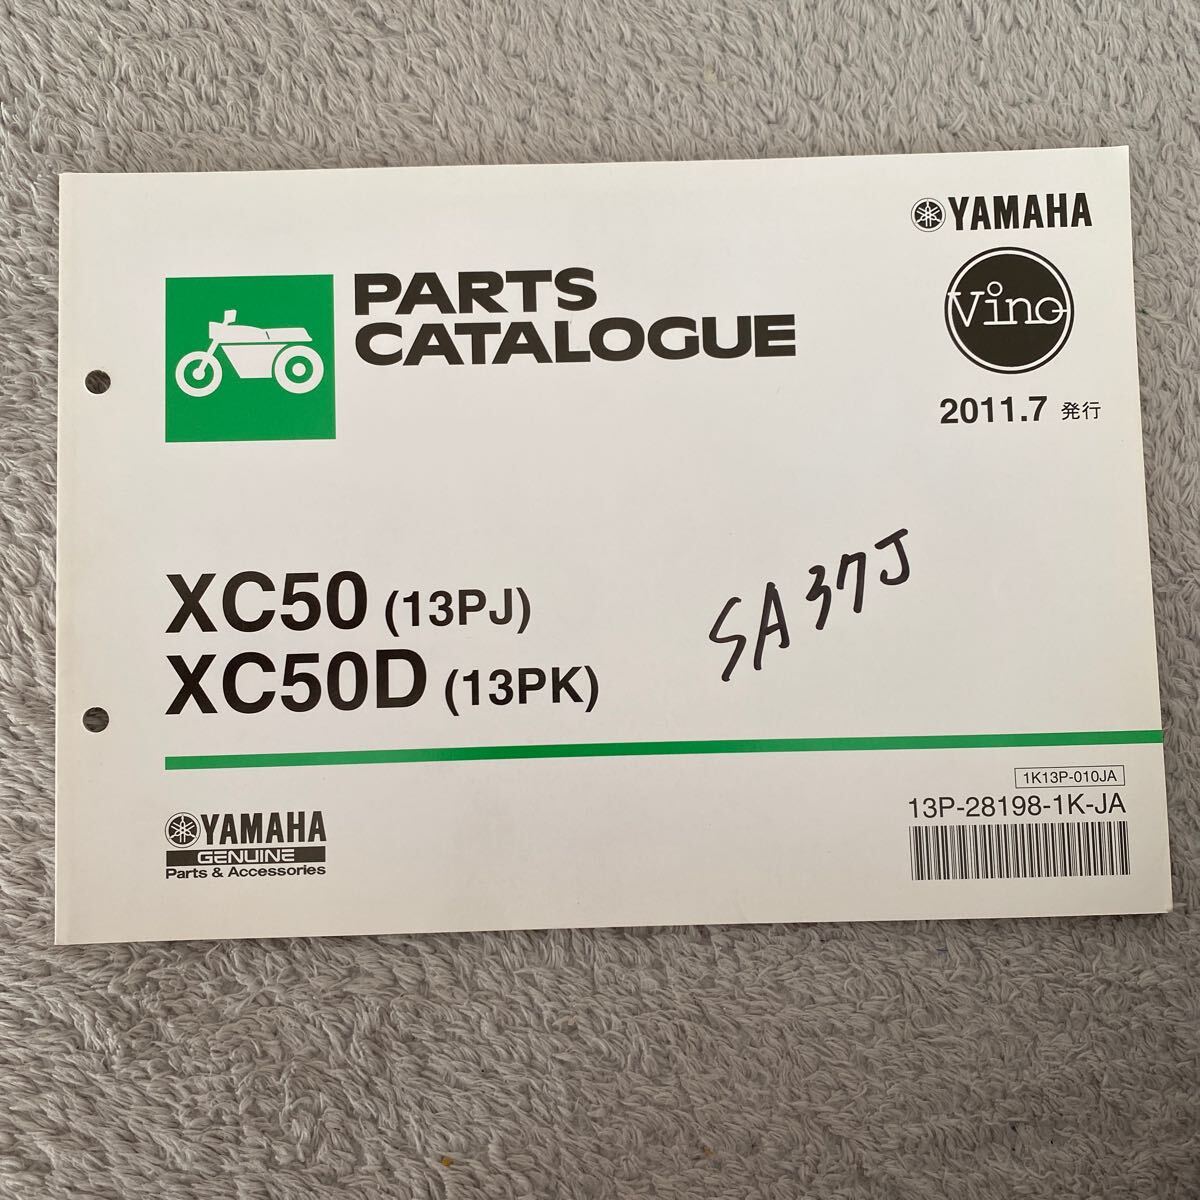 YAMAHA
Vino
PARTS
CATALOGUE
2011.7 発行
XC50 (13PJ)
SA37J
XC50D (13PK)
1K13P-010JA
13P-28198-1K-JA
YAMAHA
GENUINE
Parts & Accessories